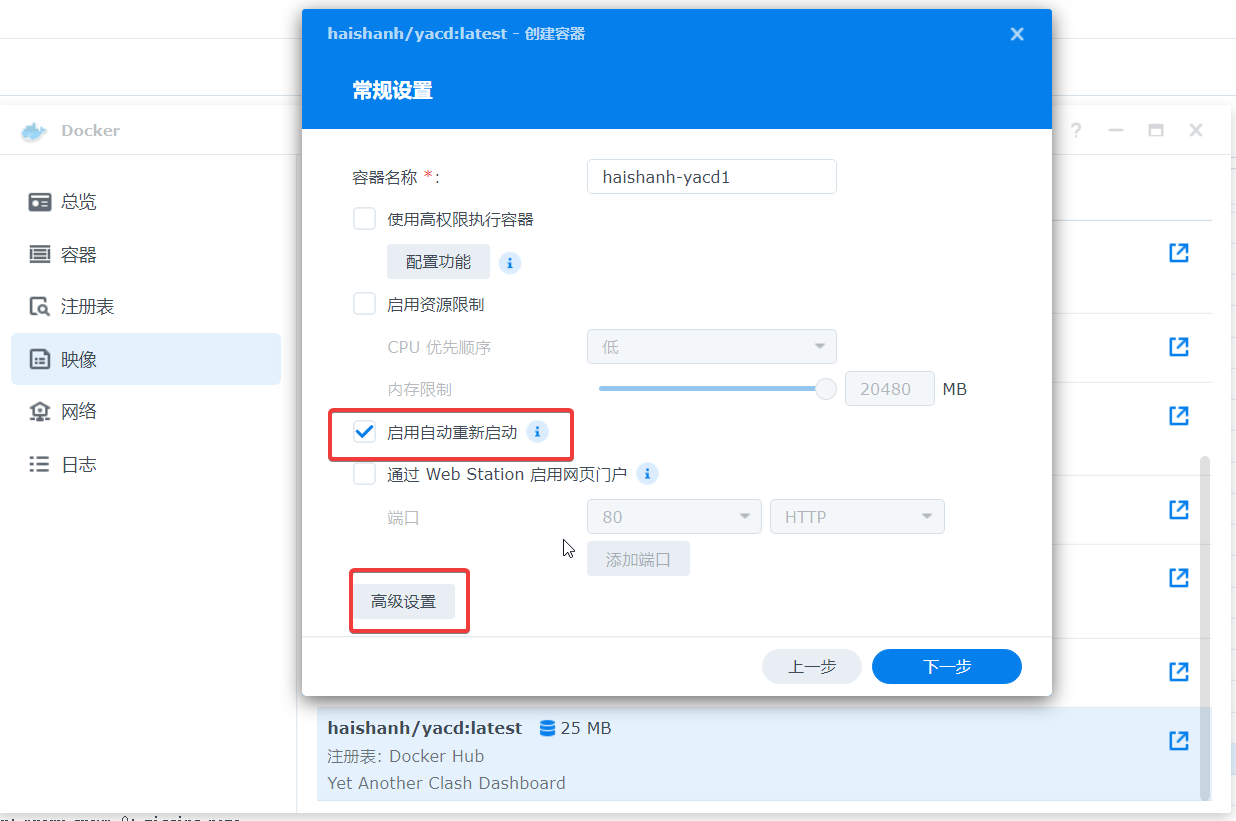 haishanh/yacd:latest - 创建容器
常规设置
Docker
总览
容器
注册表
映像
网络
日志
容器名称 *:
haishanh-yacd1
使用高权限执行容器
配置功能
启用资源限制
CPU 优先顺序
低
内存限制
20480
MB
启用自动重新启动
通过 Web Station 启用网页门户
端口
80
HTTP
添加端口
高级设置
上一步
下一步
haishanh/yacd:latest 25 MB
注册表: Docker Hub
Yet Another Clash Dashboard